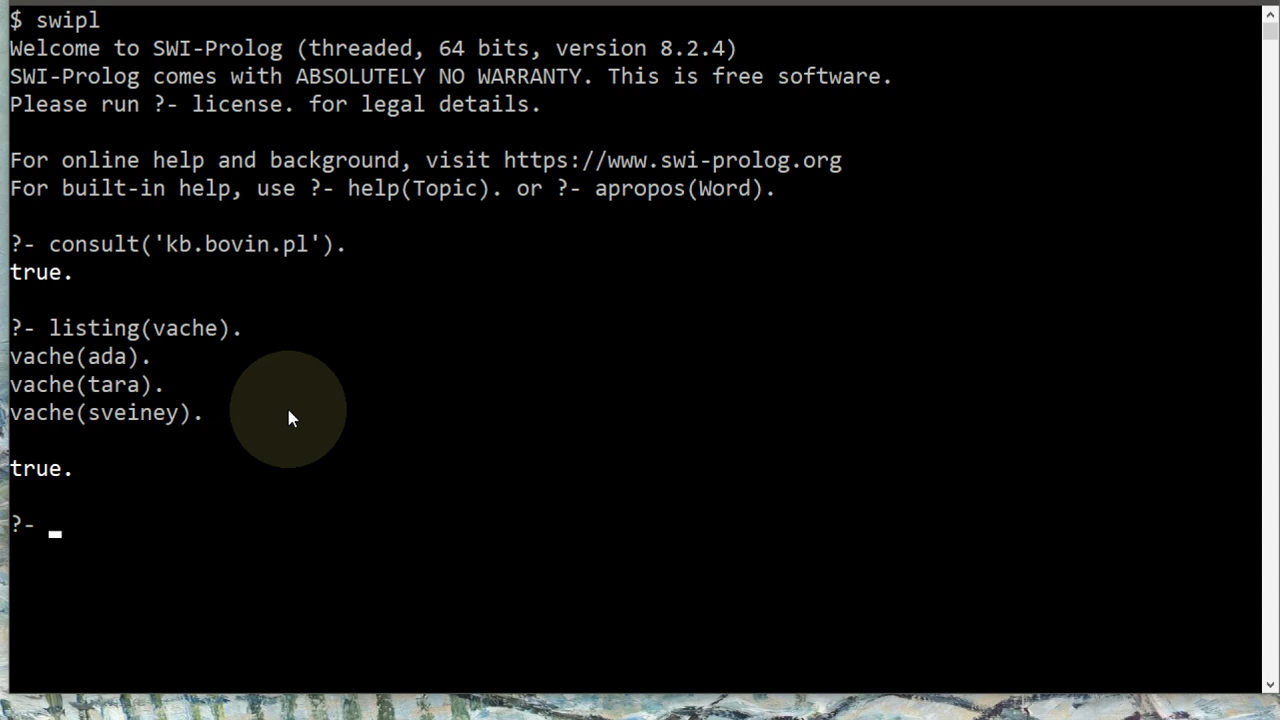 $ swipl
Welcome to SWI-Prolog (threaded, 64 bits, version 8.2.4)
SWI-Prolog comes with ABSOLUTELY NO WARRANTY. This is free software.
Please run ?- license. for legal details.
For online help and background, visit https://www.swi-prolog.org
For built-in help, use ?- help(Topic). or ?- apropos(Word).
?- consult('kb.bovin.pl').
true.
?- listing(vache).
vache(ada).
vache(tara).
vache(sveiney).
true.
?-